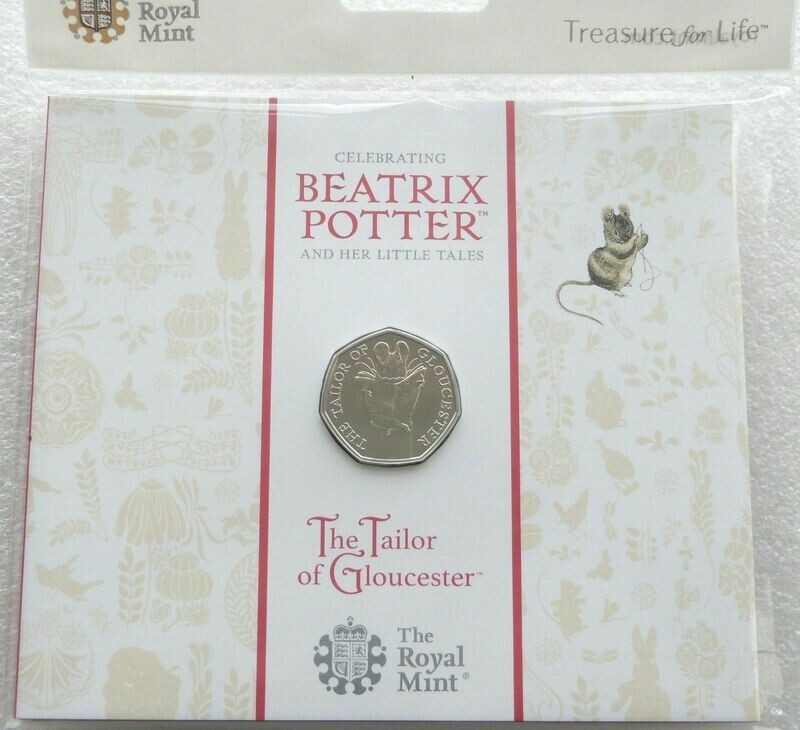 Royal
Mint
Treasure for Life™
CELEBRATING
BEATRIX
POTTER™
AND HER LITTLE TALES
THE TAILOR OF GLOUCESTER
The Tailor
of Gloucester™
The
Royal
Mint®